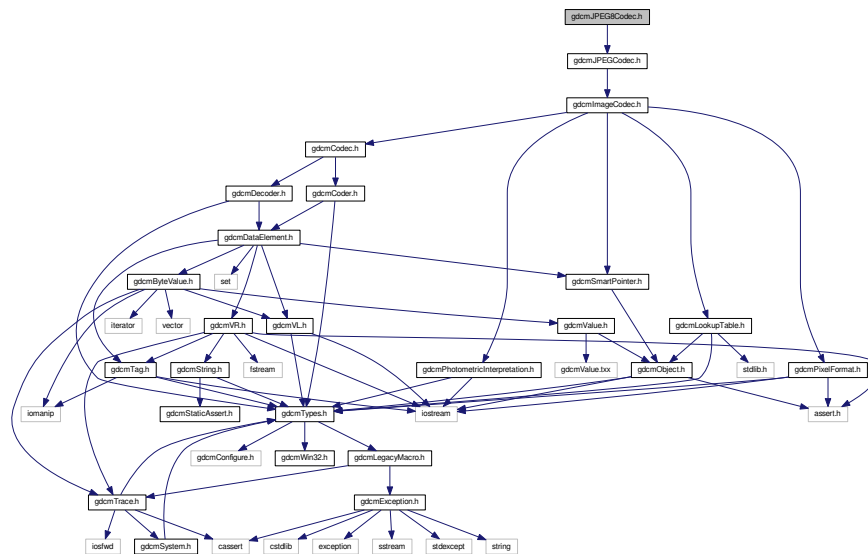 gdcmJPEG8Codec.h
gdcmJPEGCodec.h
gdcmImageCodec.h
gdcmCodec.h
gdcmDecoder.h
gdcmCoder.h
gdcmDataElement.h
gdcmByteValue.h
set
gdcmSmartPointer.h
iterator
vector
gdcmVR.h
gdcmVL.h
gdcmValue.h
gdcmLookupTable.h
gdcmTag.h
gdcmString.h
fstream
gdcmPhotometricInterpretation.h
gdcmValue.txx
gdcmObject.h
stdlib.h
gdcmPixelFormat.h
iomanip
gdcmStaticAssert.h
gdcmTypes.h
iostream
assert.h
gdcmConfigure.h
gdcmWin32.h
gdcmLegacyMacro.h
gdcmTrace.h
gdcmException.h
iosfwd
gdcmSystem.h
cassert
cstdlib
exception
sstream
stdexcept
string